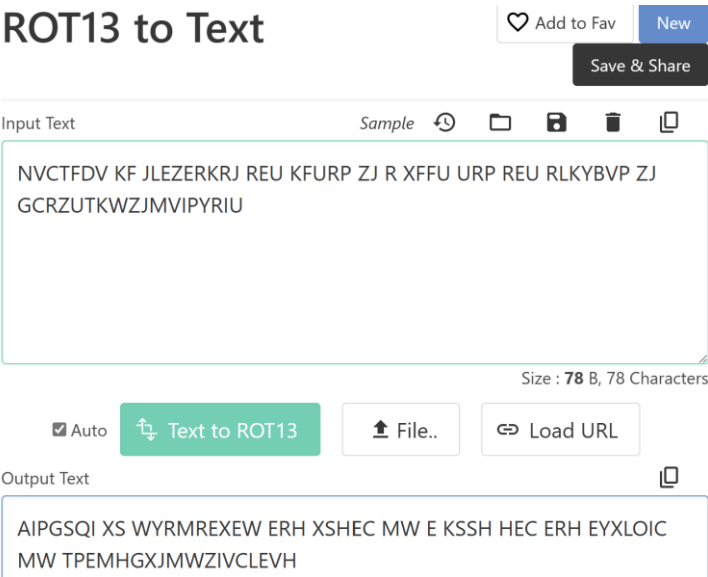 ROT13 to Text
Add to Fav
New
Save & Share
Input Text
Sample
NVCTFDV KF JLEZERKRJ REU KFURP ZJ R XFFU URP REU RLKYBVP ZJ
GCRZUTKWZJMVIPYRIU
Size : 78 B, 78 Characters
Auto
Text to ROT13
File..
Load URL
Output Text
AIPGSQI XS WYRMREXEW ERH XSHEC MW E KSSH HEC ERH EYXLOIC
MW TPEMHGXJMWZIVCLEVH